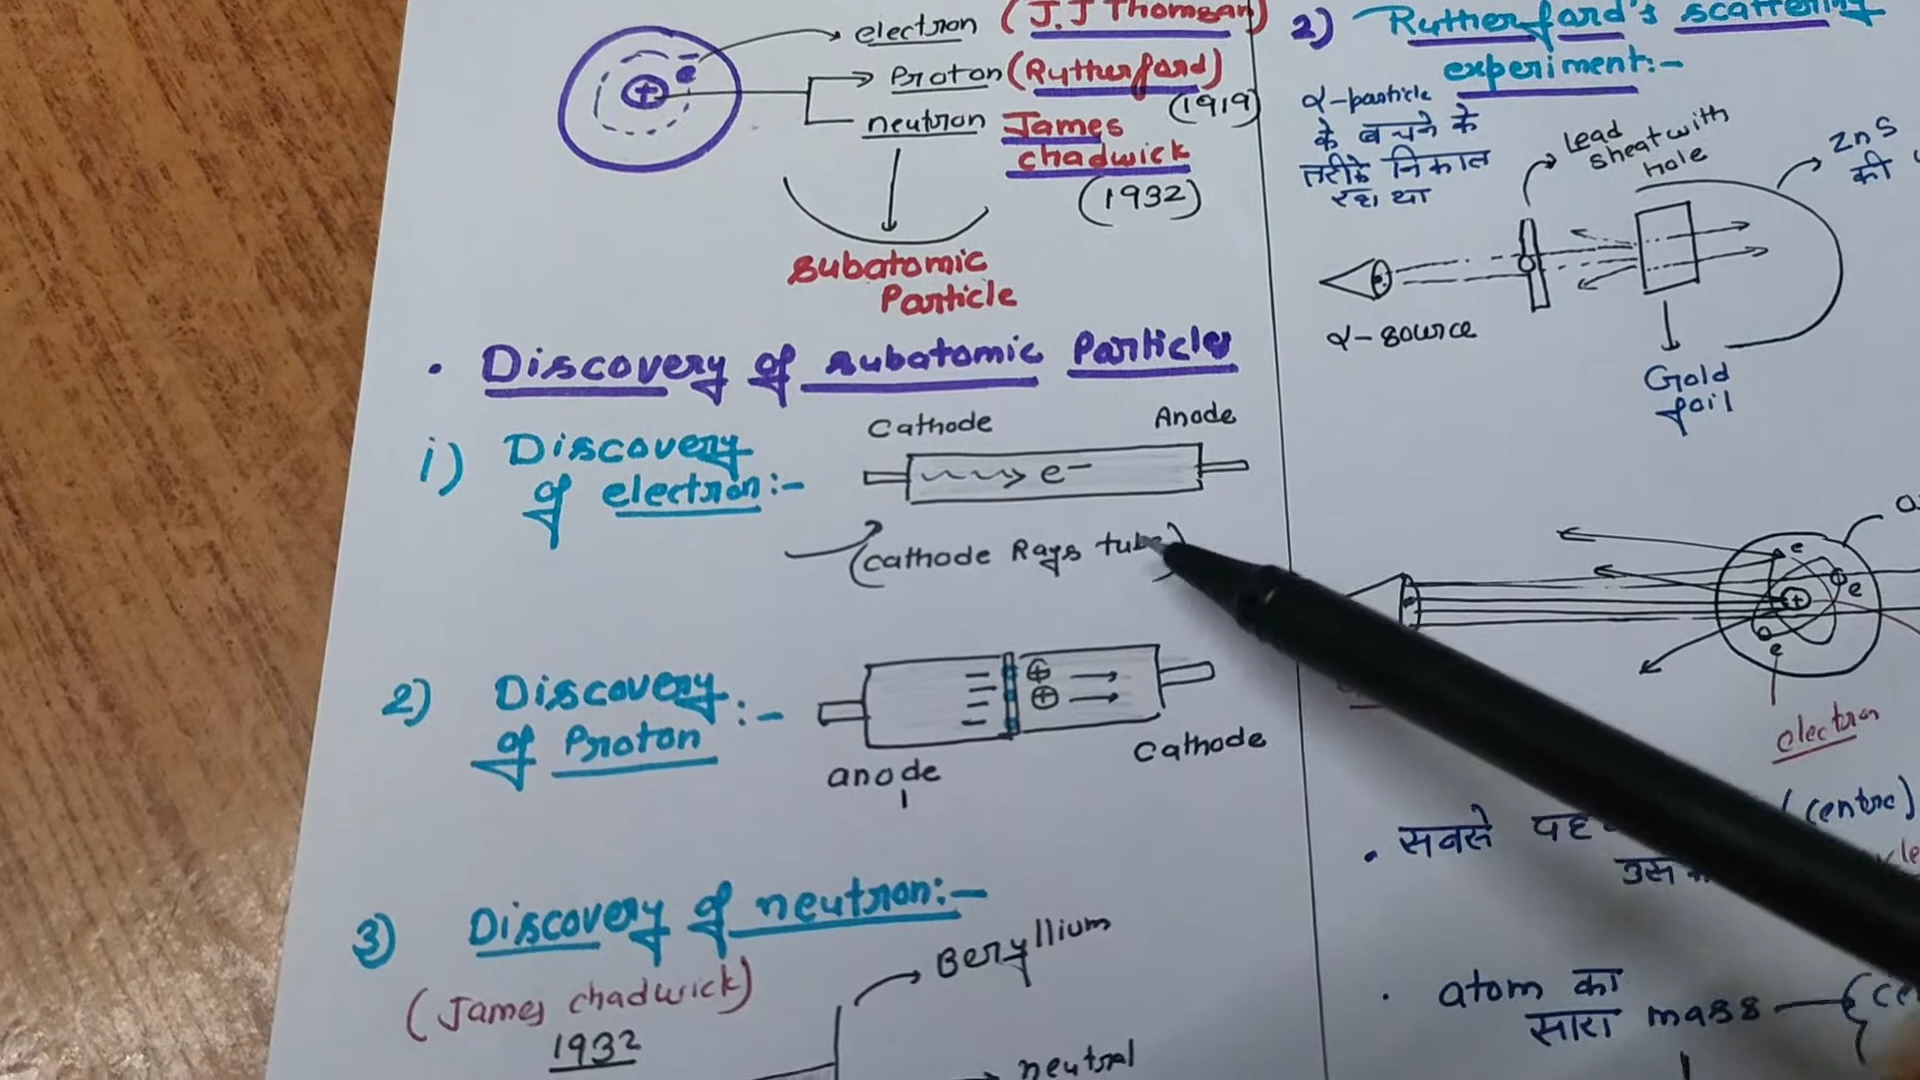 electron (J.J Thomson)
Proton (Rutherford)
(1919)
neutron James
chadwick
(1932)
e
+
subatomic
Particle
• Discovery of subatomic Particles
i) Discovery
of electron:-
Cathode Anode
e-
(cathode Rays tube)
2) Discovery
of Proton :-
+
+
anode
Cathode
3) Discovery of neutron:-
(James chadwick)
1932
Beryllium
neutral
2) Rutherford's scattering
experiment:-
α-particle
के बचने के
तरीके निकाल
रहा था
Lead
sheat with
hole
ZnS
की
α-source
Gold
foil
e
e
+
e
electron
(centre)
• सबसे
उस
• atom का
सारा mass